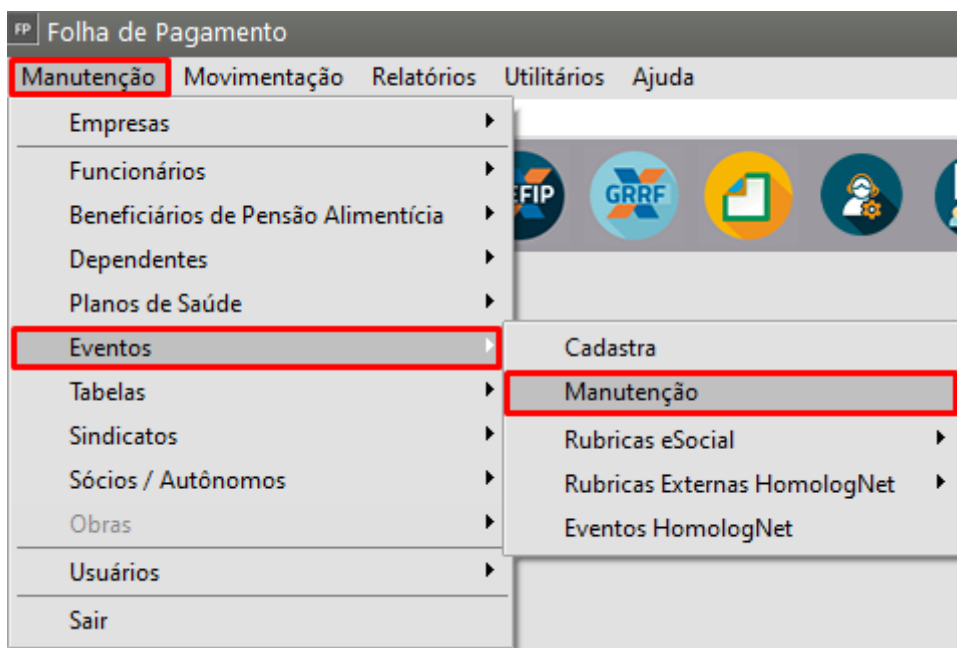 FP Folha de Pagamento
Manutenção Movimentação Relatórios Utilitários Ajuda
Empresas
Funcionários
Beneficiários de Pensão Alimentícia
Dependentes
Planos de Saúde
Eventos
Tabelas
Sindicatos
Sócios / Autônomos
Obras
Usuários
Sair
EFIP
GRRF
Cadastra
Manutenção
Rubricas eSocial
Rubricas Externas HomologNet
Eventos HomologNet